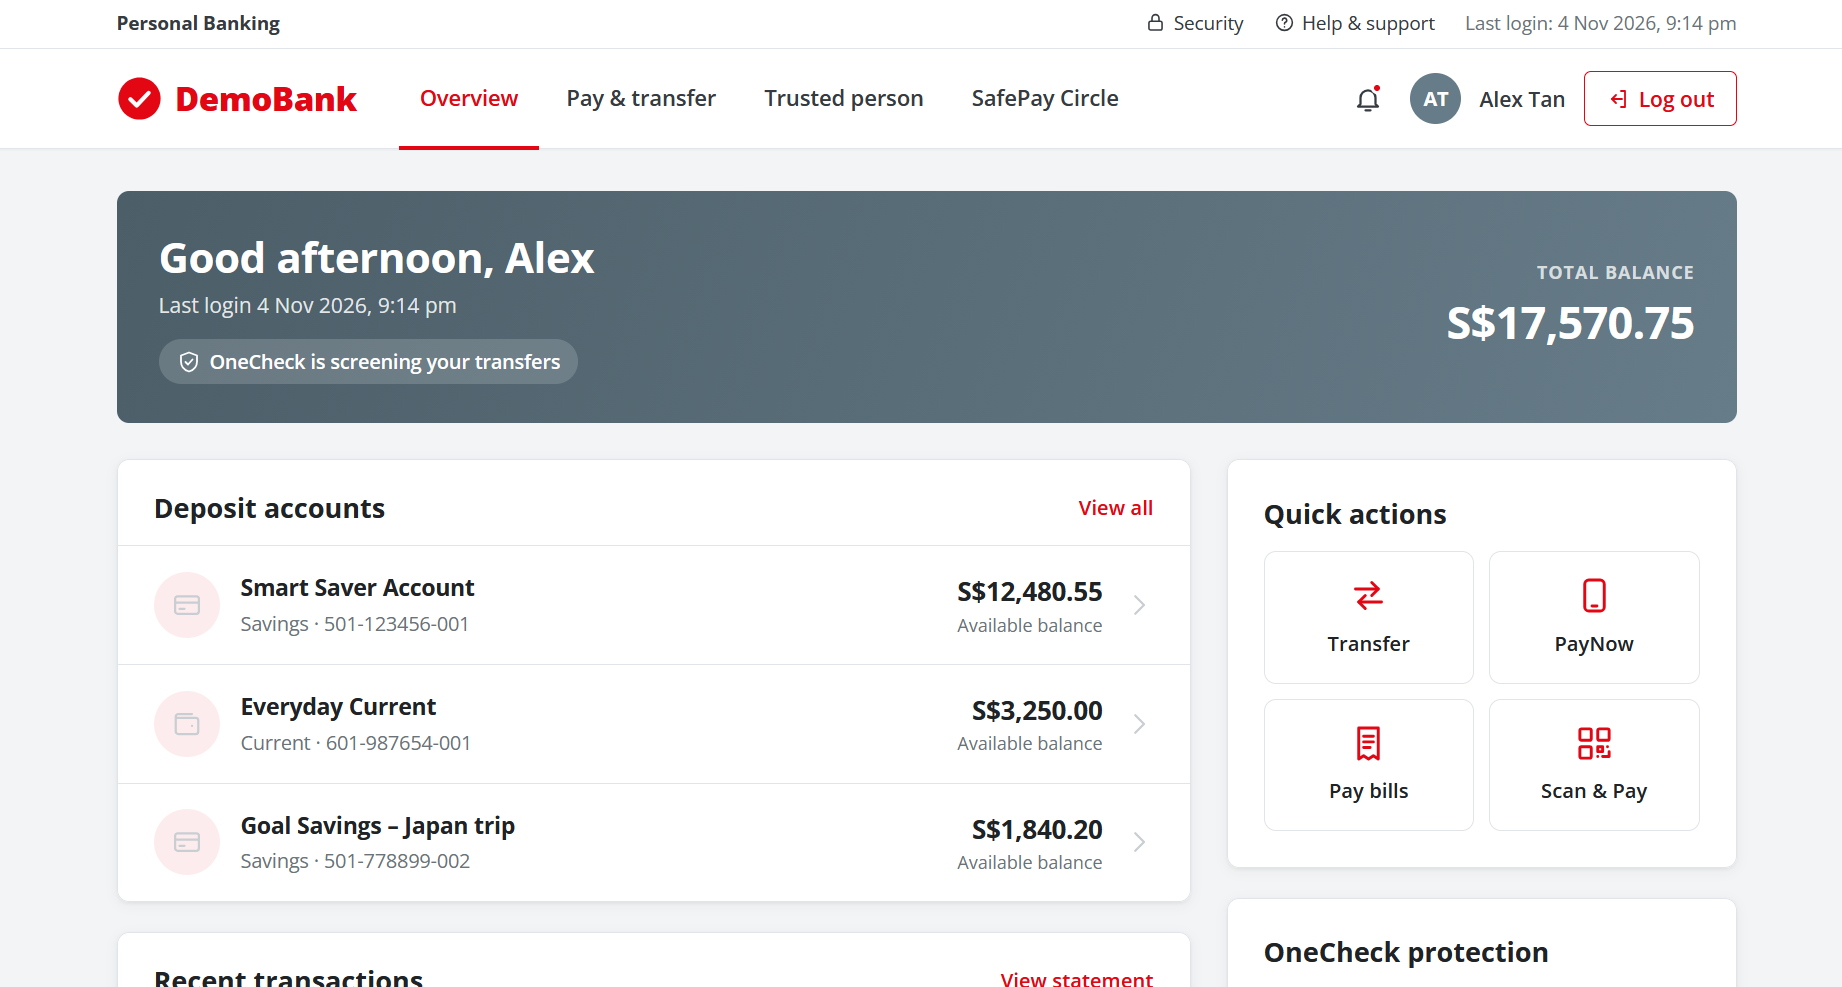 Personal Banking
Security
Help & support
Last login: 4 Nov 2026, 9:14 pm
DemoBank
Overview
Pay & transfer
Trusted person
SafePay Circle
AT
Alex Tan
Log out
Good afternoon, Alex
Last login 4 Nov 2026, 9:14 pm
OneCheck is screening your transfers
TOTAL BALANCE
S$17,570.75
Deposit accounts
View all
Smart Saver Account
Savings · 501-123456-001
S$12,480.55
Available balance
Everyday Current
Current · 601-987654-001
S$3,250.00
Available balance
Goal Savings – Japan trip
Savings · 501-778899-002
S$1,840.20
Available balance
Quick actions
Transfer
PayNow
Pay bills
Scan & Pay
Recent transactions
View statement
OneCheck protection